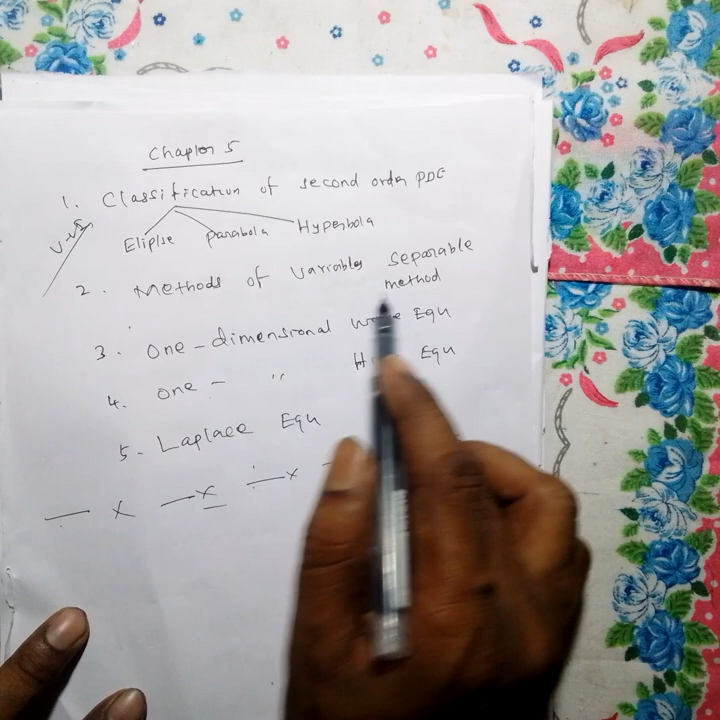 Chapter 5
1. Classification of second order PDE
Eliplse parabola Hyperbola
2. Methods of Variables separable
method
3. One-dimensional Equ
4. one - " Equ
5. Laplace Equ